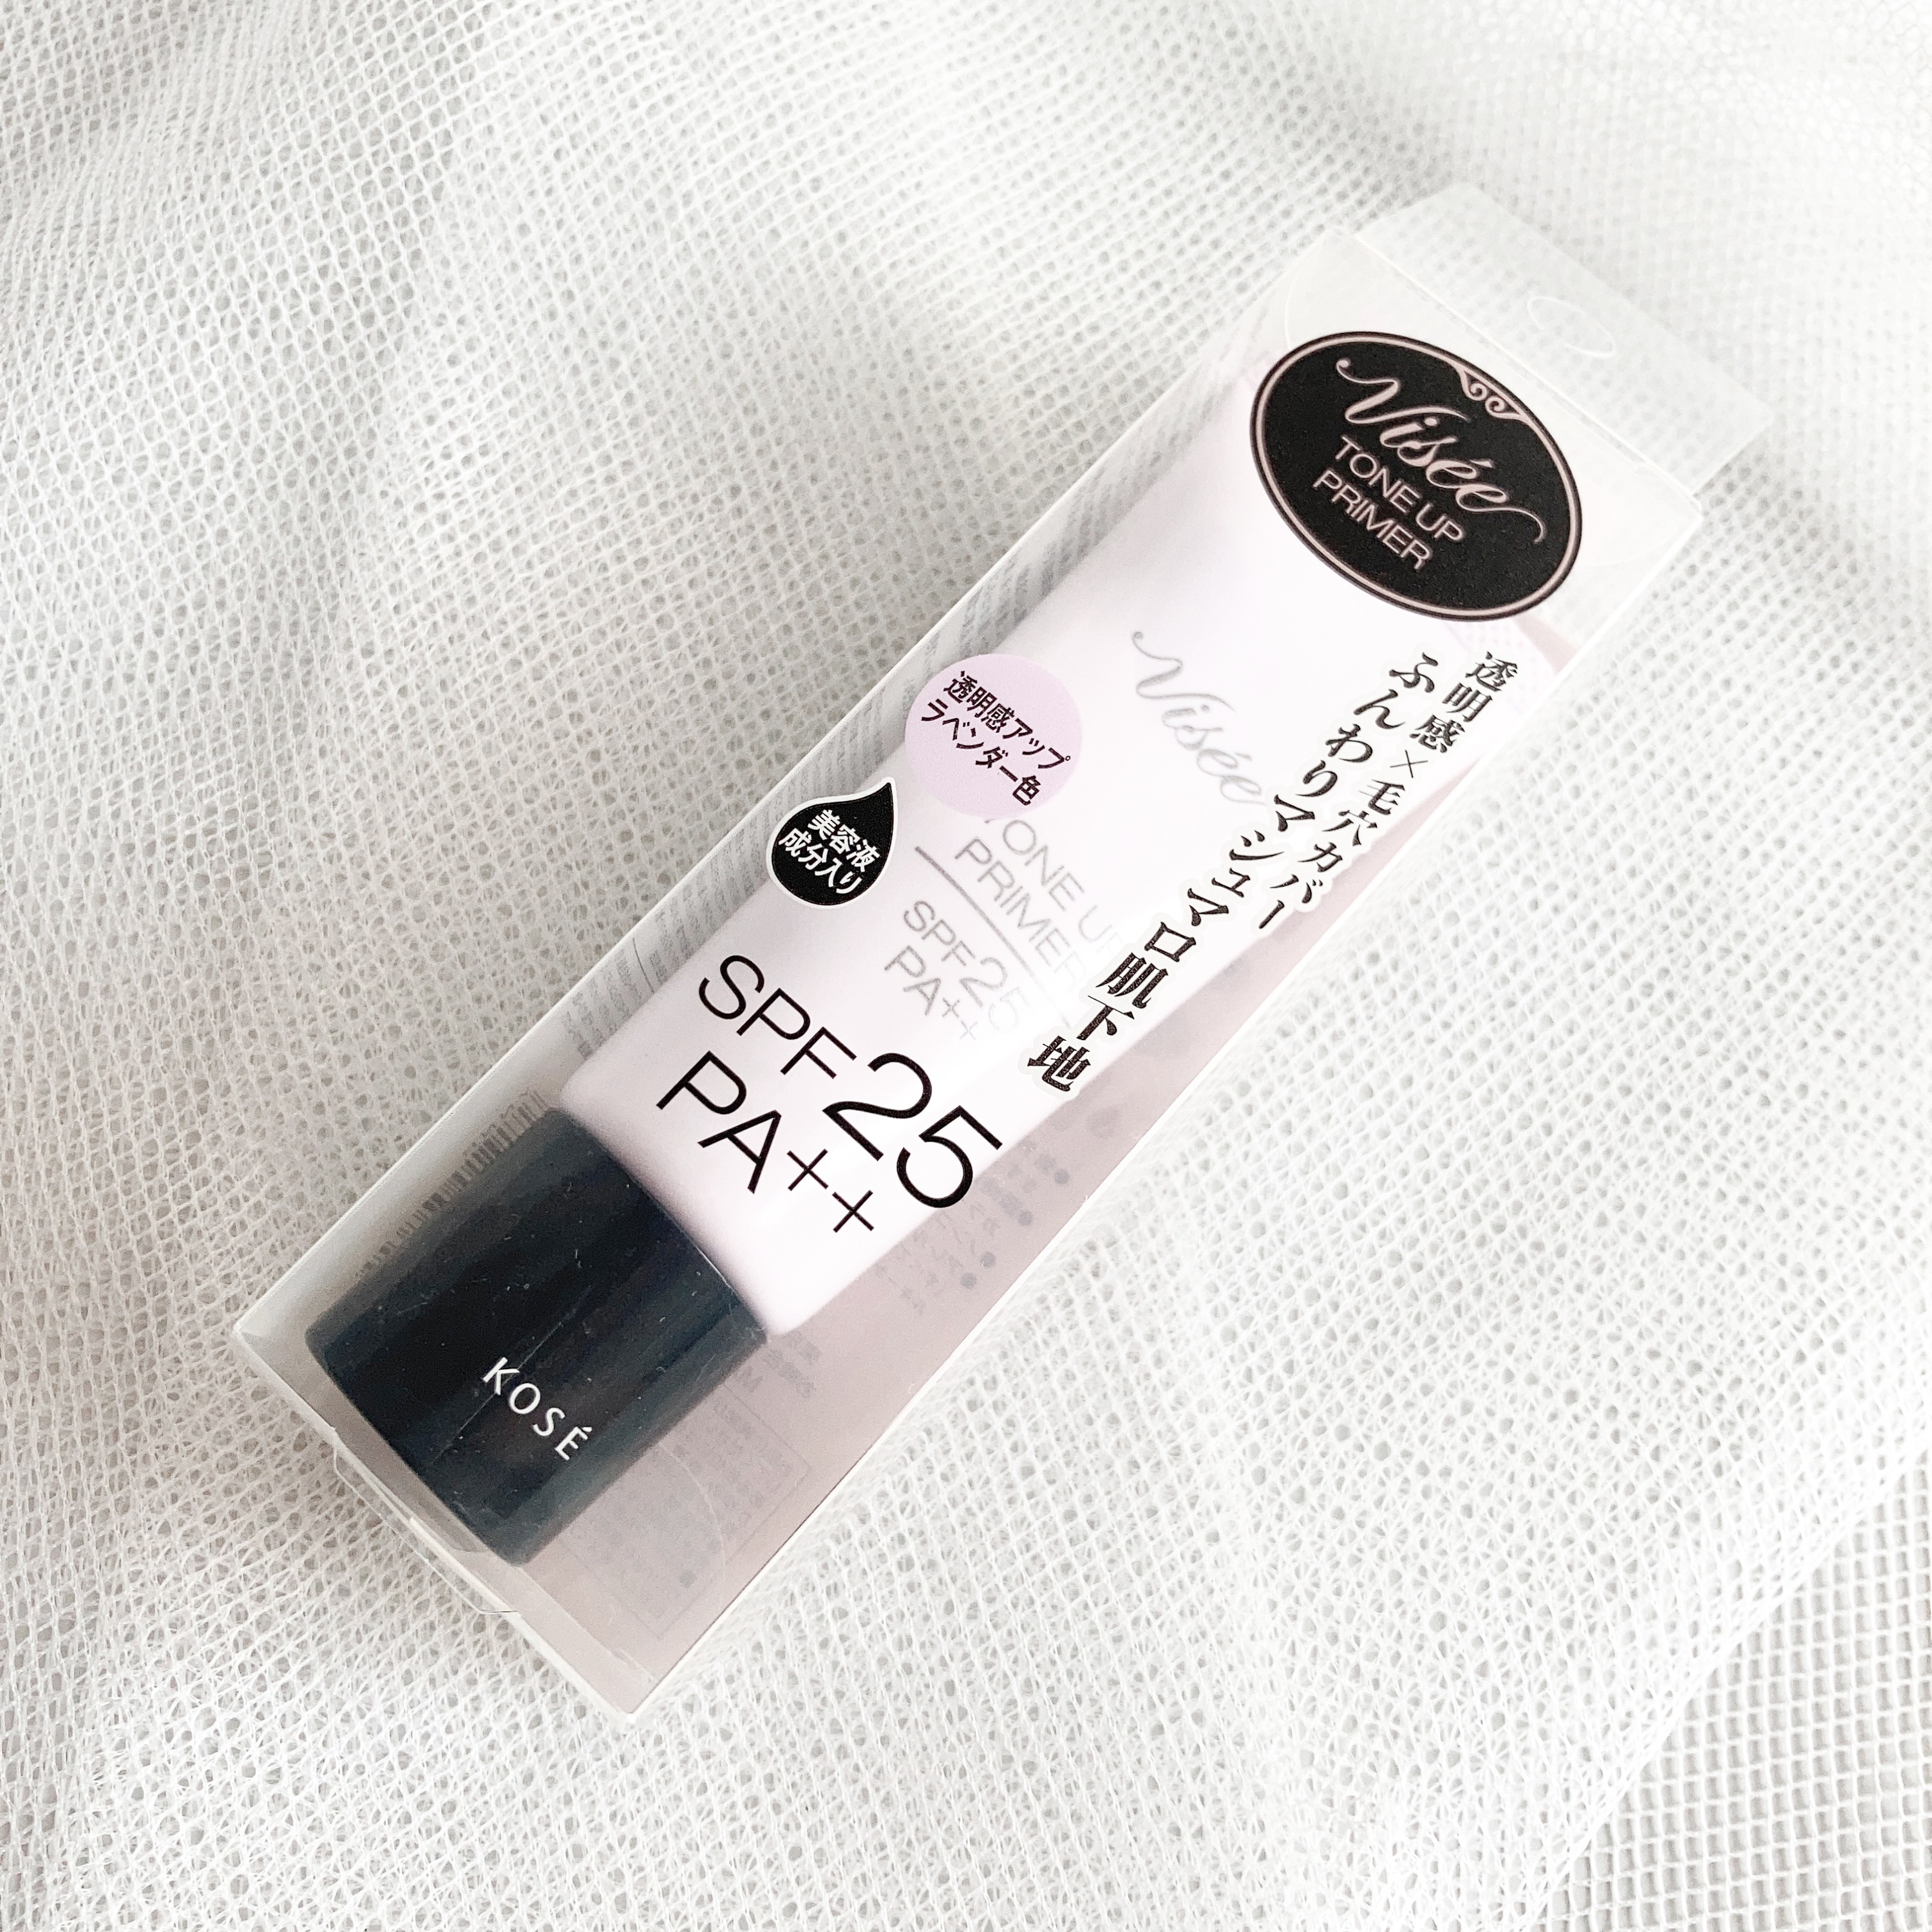 Visée
TONE UP
PRIMER
透明感×毛穴カバー
ふんわりマシュマロ肌下地
Visée
TONE UP
PRIMER
SPF25
PA++
透明感アップ
ラベンダー色
美容液
成分入り
SPF25
PA++
KOSÉ